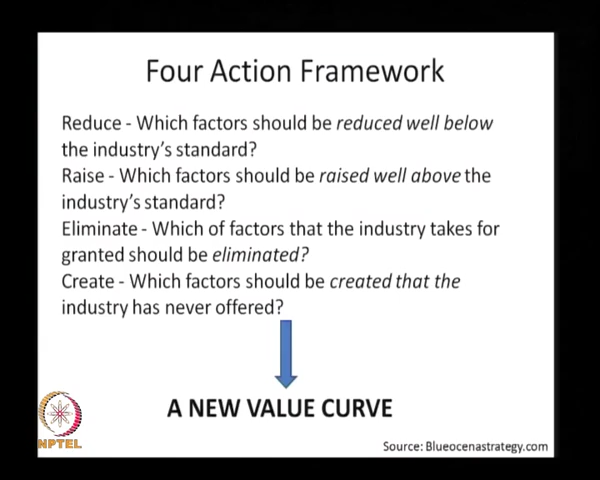 Four Action Framework
Reduce - Which factors should be reduced well below
the industry's standard?
Raise - Which factors should be raised well above the
industry's standard?
Eliminate - Which of factors that the industry takes for
granted should be eliminated?
Create - Which factors should be created that the
industry has never offered?
A NEW VALUE CURVE
NPTEL
Source: Blueocenastrategy.com